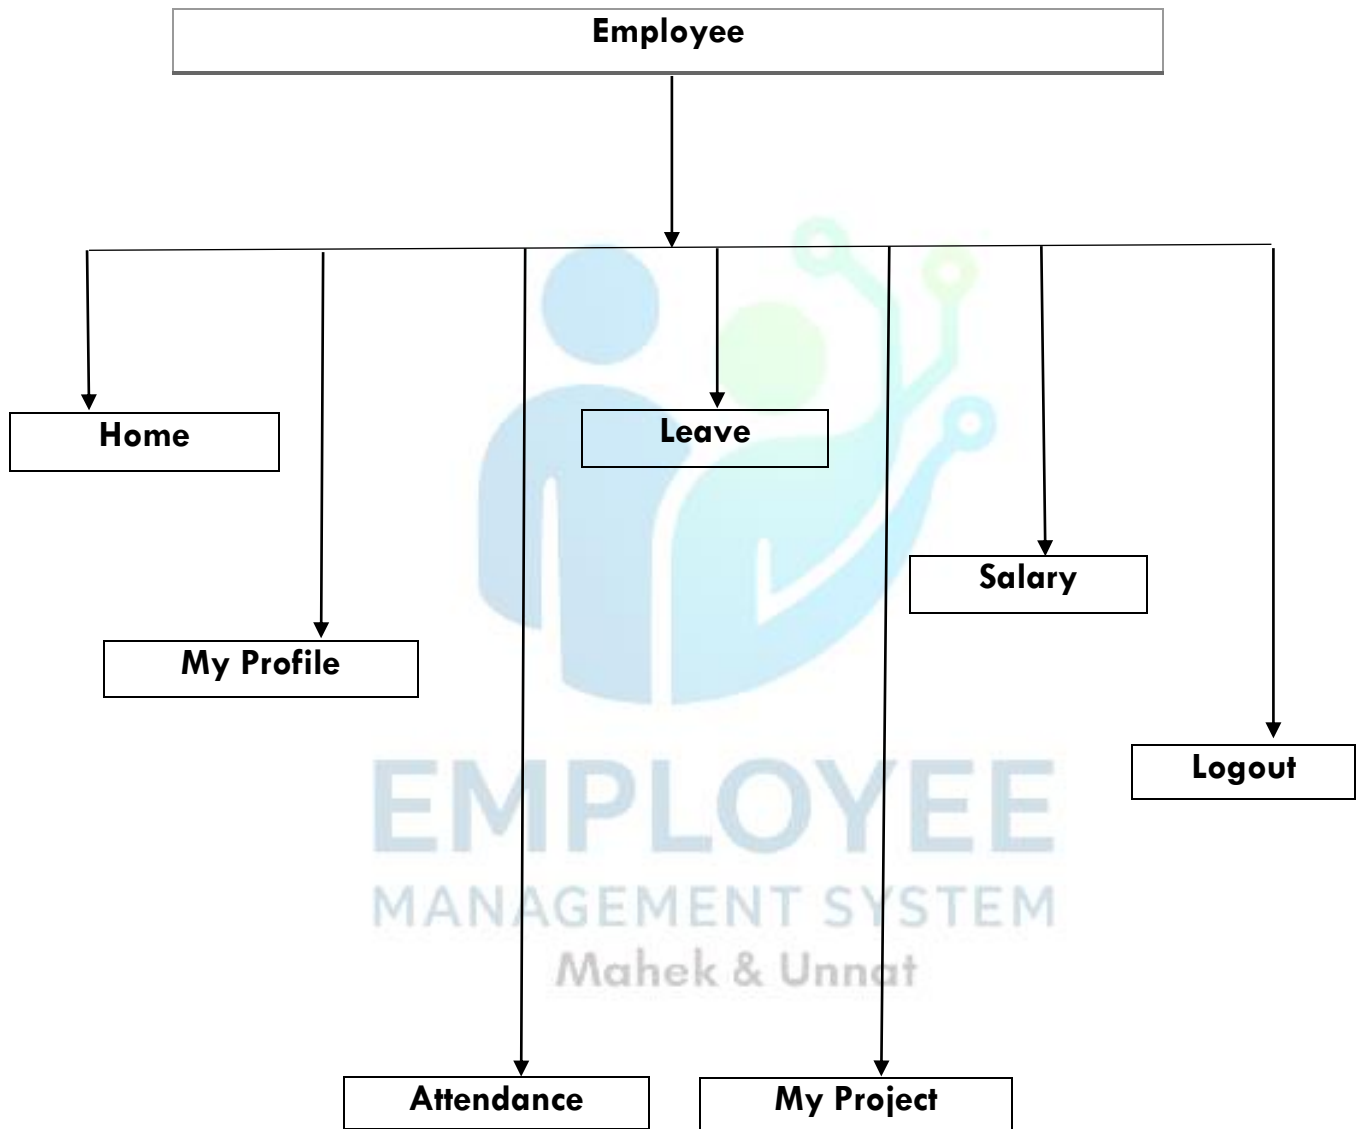 Employee
Home
Leave
Salary
My Profile
Logout
EMPLOYEE
MANAGEMENT SYSTEM
Mahek & Unnat
Attendance
My Project